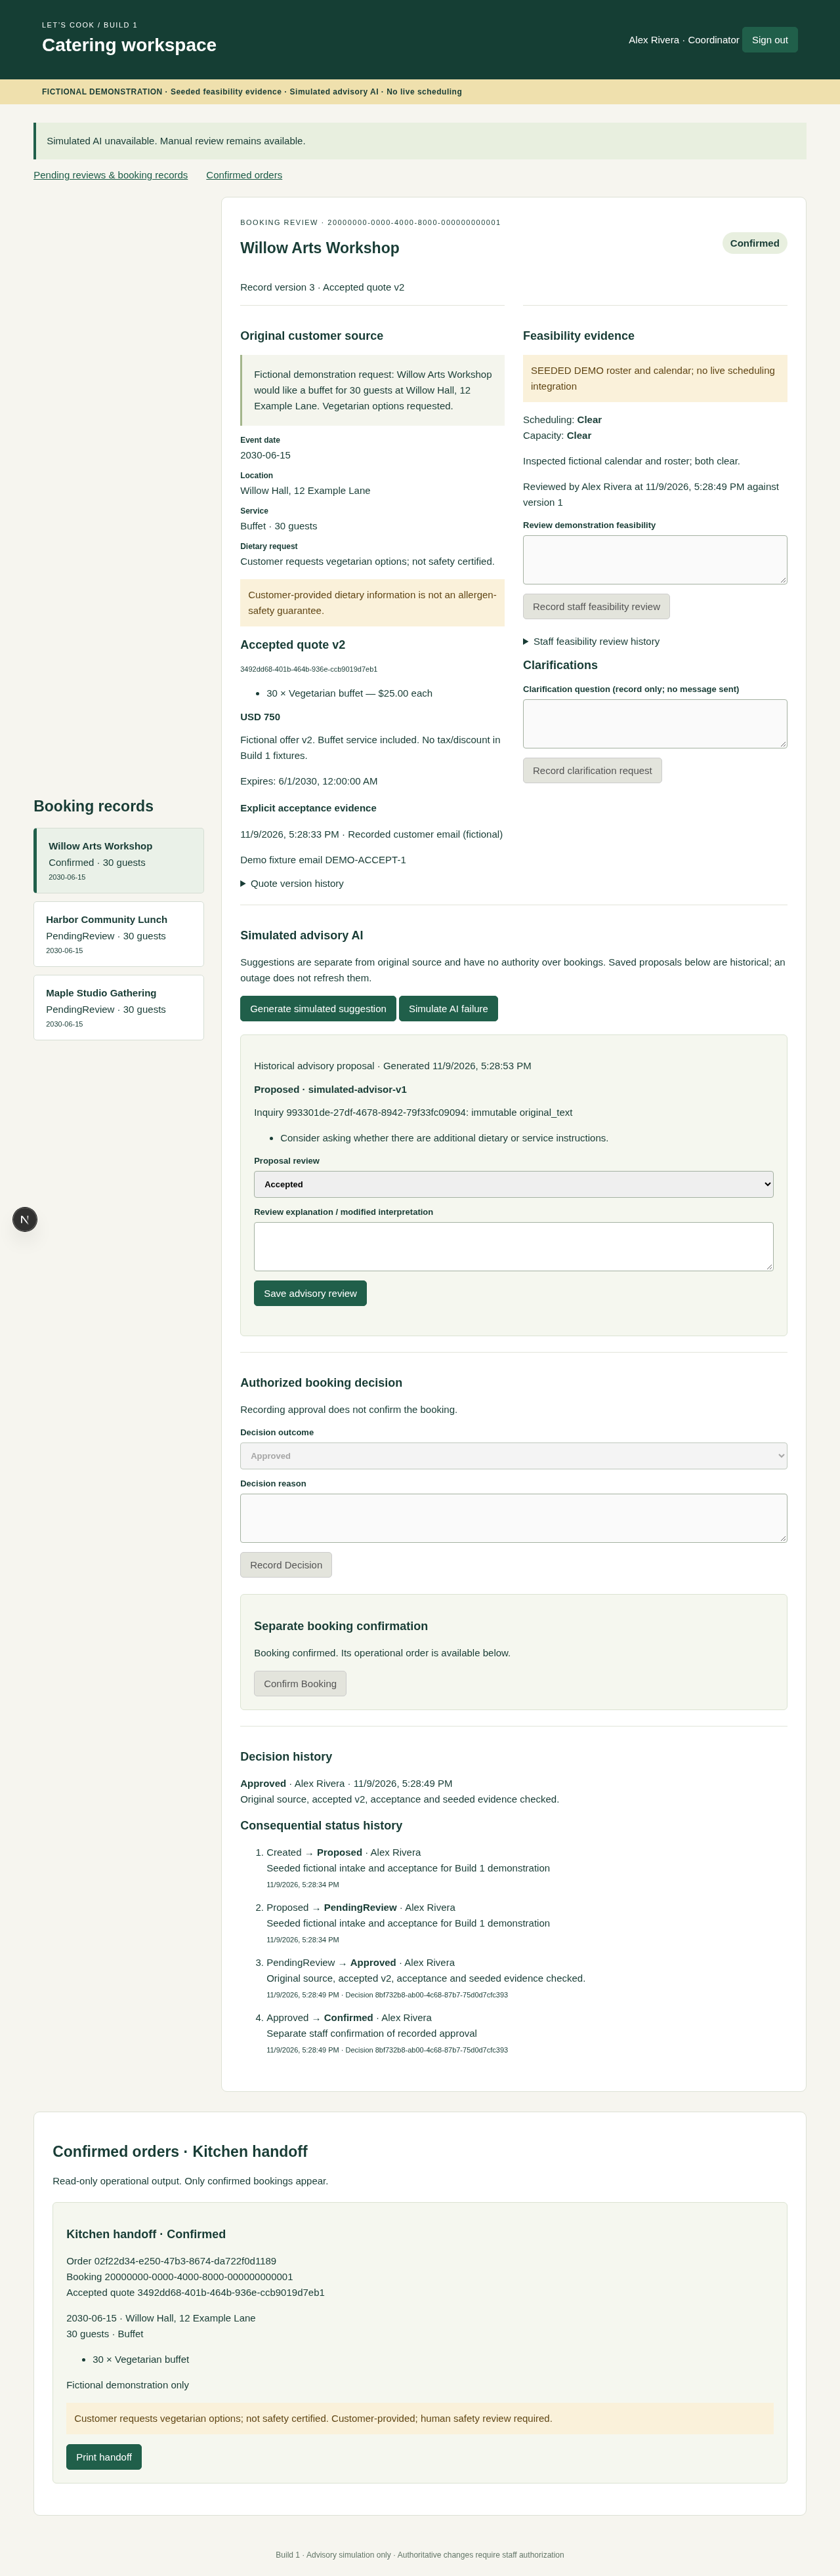 LET'S COOK / BUILD 1
Catering workspace
Alex Rivera · Coordinator
Sign out
FICTIONAL DEMONSTRATION · Seeded feasibility evidence · Simulated advisory AI · No live scheduling
Simulated AI unavailable. Manual review remains available.
Pending reviews & booking records
Confirmed orders
Booking records
Willow Arts Workshop
Confirmed · 30 guests
2030-06-15
Harbor Community Lunch
PendingReview · 30 guests
2030-06-15
Maple Studio Gathering
PendingReview · 30 guests
2030-06-15
BOOKING REVIEW · 20000000-0000-4000-8000-000000000001
Willow Arts Workshop
Confirmed
Record version 3 · Accepted quote v2
Original customer source
Fictional demonstration request: Willow Arts Workshop
would like a buffet for 30 guests at Willow Hall, 12
Example Lane. Vegetarian options requested.
Event date
2030-06-15
Location
Willow Hall, 12 Example Lane
Service
Buffet · 30 guests
Dietary request
Customer requests vegetarian options; not safety certified.
Customer-provided dietary information is not an allergen-
safety guarantee.
Accepted quote v2
3492dd68-401b-464b-936e-ccb9019d7eb1
• 30 × Vegetarian buffet — $25.00 each
USD 750
Fictional offer v2. Buffet service included. No tax/discount in
Build 1 fixtures.
Expires: 6/1/2030, 12:00:00 AM
Explicit acceptance evidence
11/9/2026, 5:28:33 PM · Recorded customer email (fictional)
Demo fixture email DEMO-ACCEPT-1
▶ Quote version history
Feasibility evidence
SEEDED DEMO roster and calendar; no live scheduling
integration
Scheduling: Clear
Capacity: Clear
Inspected fictional calendar and roster; both clear.
Reviewed by Alex Rivera at 11/9/2026, 5:28:49 PM against
version 1
Review demonstration feasibility
Record staff feasibility review
▶ Staff feasibility review history
Clarifications
Clarification question (record only; no message sent)
Record clarification request
Simulated advisory AI
Suggestions are separate from original source and have no authority over bookings. Saved proposals below are historical; an
outage does not refresh them.
Generate simulated suggestion
Simulate AI failure
Historical advisory proposal · Generated 11/9/2026, 5:28:53 PM
Proposed · simulated-advisor-v1
Inquiry 993301de-27df-4678-8942-79f33fc09094: immutable original_text
• Consider asking whether there are additional dietary or service instructions.
Proposal review
Accepted
Review explanation / modified interpretation
Save advisory review
N
Authorized booking decision
Recording approval does not confirm the booking.
Decision outcome
Approved
Decision reason
Record Decision
Separate booking confirmation
Booking confirmed. Its operational order is available below.
Confirm Booking
Decision history
Approved · Alex Rivera · 11/9/2026, 5:28:49 PM
Original source, accepted v2, acceptance and seeded evidence checked.
Consequential status history
1. Created → Proposed · Alex Rivera
Seeded fictional intake and acceptance for Build 1 demonstration
11/9/2026, 5:28:34 PM
2. Proposed → PendingReview · Alex Rivera
Seeded fictional intake and acceptance for Build 1 demonstration
11/9/2026, 5:28:34 PM
3. PendingReview → Approved · Alex Rivera
Original source, accepted v2, acceptance and seeded evidence checked.
11/9/2026, 5:28:49 PM · Decision 8bf732b8-ab00-4c68-87b7-75d0d7cfc393
4. Approved → Confirmed · Alex Rivera
Separate staff confirmation of recorded approval
11/9/2026, 5:28:49 PM · Decision 8bf732b8-ab00-4c68-87b7-75d0d7cfc393
Confirmed orders · Kitchen handoff
Read-only operational output. Only confirmed bookings appear.
Kitchen handoff · Confirmed
Order 02f22d34-e250-47b3-8674-da722f0d1189
Booking 20000000-0000-4000-8000-000000000001
Accepted quote 3492dd68-401b-464b-936e-ccb9019d7eb1
2030-06-15 · Willow Hall, 12 Example Lane
30 guests · Buffet
• 30 × Vegetarian buffet
Fictional demonstration only
Customer requests vegetarian options; not safety certified. Customer-provided; human safety review required.
Print handoff
Build 1 · Advisory simulation only · Authoritative changes require staff authorization